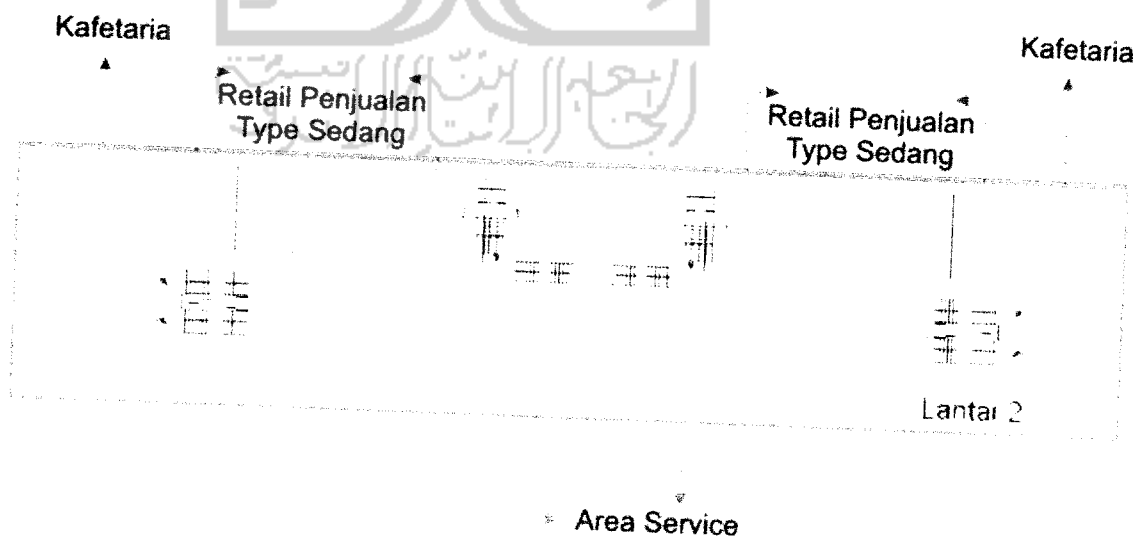 Kafetaria
Kafetaria
Retail Penjualan
Type Sedang
Retail Penjualan
Type Sedang
Lantai 2
Area Service